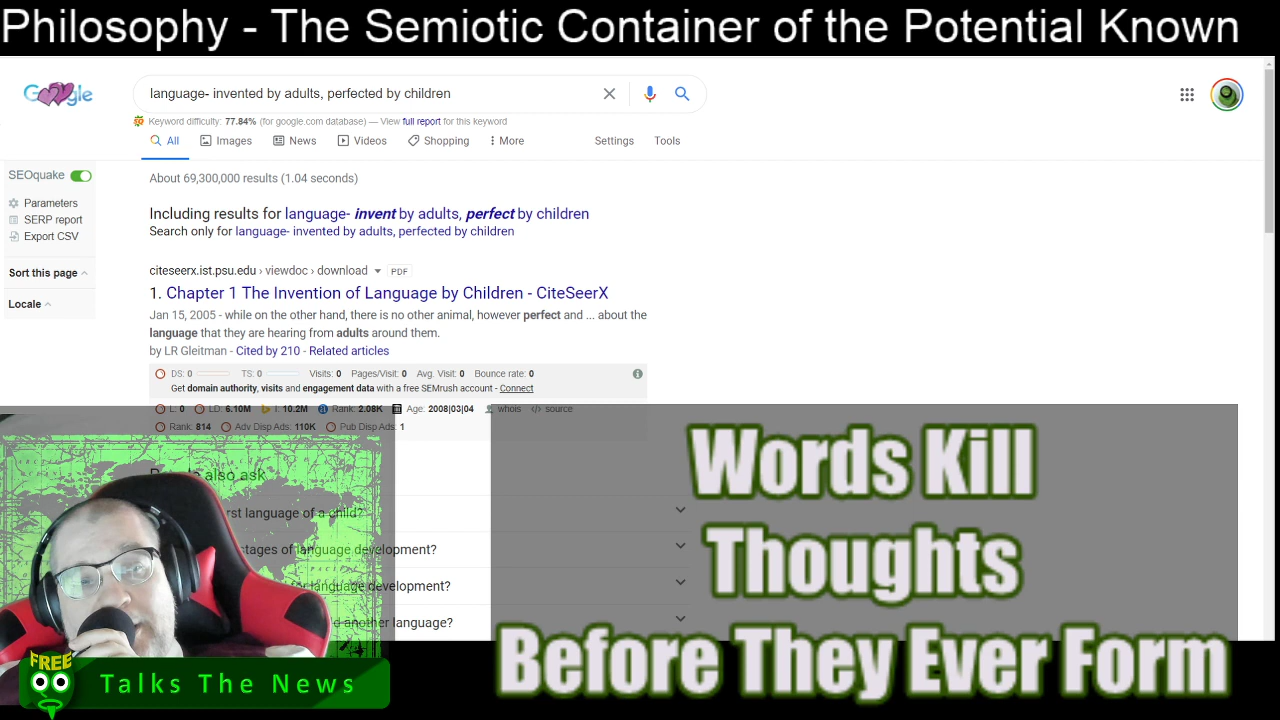 Philosophy - The Semiotic Container of the Potential Known
Google
language- invented by adults, perfected by children
Keyword difficulty: 77.84% (for google.com database) — View full report for this keyword
All Images News Videos Shopping More Settings Tools
SEOquake
Parameters
SERP report
Export CSV
Sort this page
Locale
About 69,300,000 results (1.04 seconds)
Including results for language- invent by adults, perfect by children
Search only for language- invented by adults, perfected by children
citeseerx.ist.psu.edu › viewdoc › download PDF
1. Chapter 1 The Invention of Language by Children - CiteSeerX
Jan 15, 2005 - while on the other hand, there is no other animal, however perfect and ... about the
language that they are hearing from adults around them.
by LR Gleitman - Cited by 210 - Related articles
DS: 0 TS: 0 Visits: 0 Pages/Visit: 0 Avg. Visit: 0 Bounce rate: 0
Get domain authority, visits and engagement data with a free SEMrush account - Connect
L: 0 LD: 6.10M I: 10.2M Rank: 2.08K Age: 2008|03|04 whois source
Rank: 814 Adv Disp Ads: 110K Pub Disp Ads: 1
also ask
language of a child?
stages of language development?
language development?
another language?
Words Kill
Thoughts
Before They Ever Form
FREE
Talks The News